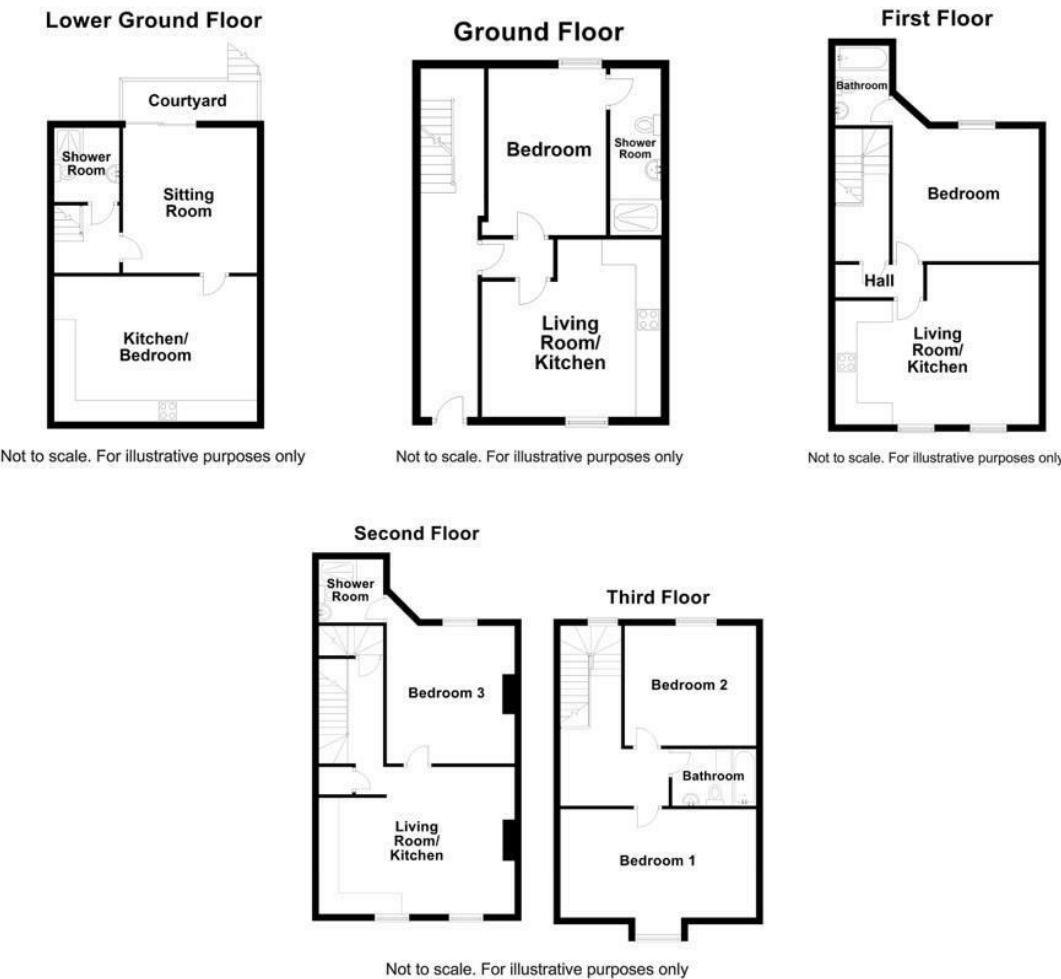 Lower Ground Floor
Courtyard
Shower
Room
Sitting
Room
Kitchen/
Bedroom
Not to scale. For illustrative purposes only
Ground Floor
Bedroom
Shower
Room
Living
Room/
Kitchen
Not to scale. For illustrative purposes only
First Floor
Bathroom
Bedroom
Hall
Living
Room/
Kitchen
Not to scale. For illustrative purposes only
Second Floor
Shower
Room
Bedroom 3
Living
Room/
Kitchen
Third Floor
Bedroom 2
Bathroom
Bedroom 1
Not to scale. For illustrative purposes only